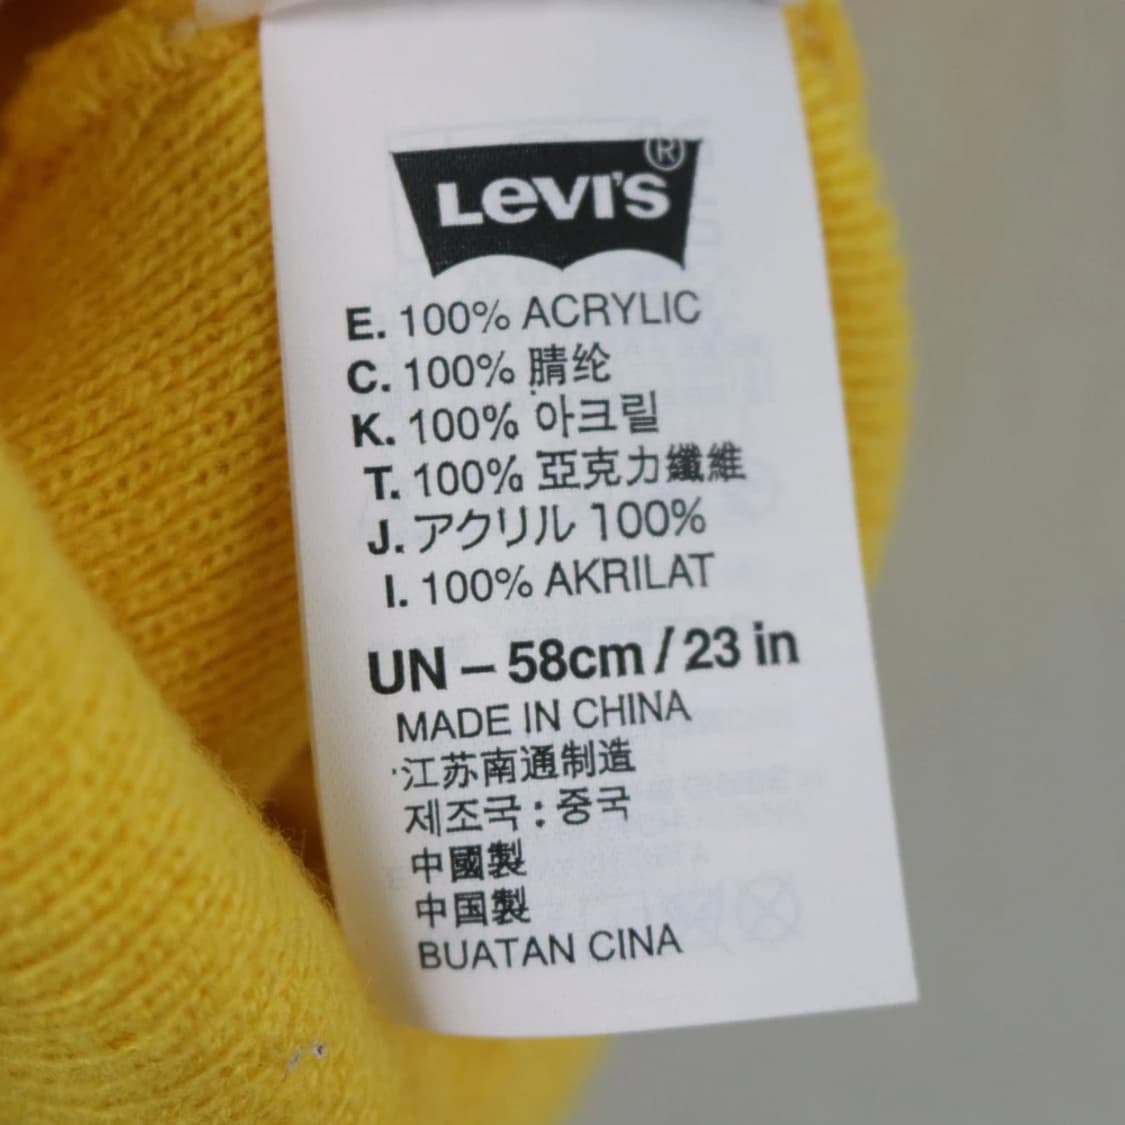 LEVI'S®
E. 100% ACRYLIC
C. 100% 腈纶
K. 100% 아크릴
T. 100% 亞克力纖維
J. アクリル 100%
I. 100% AKRILAT
UN – 58cm / 23 in
MADE IN CHINA
江苏南通制造
제조국 : 중국
中國製
中国製
BUATAN CINA